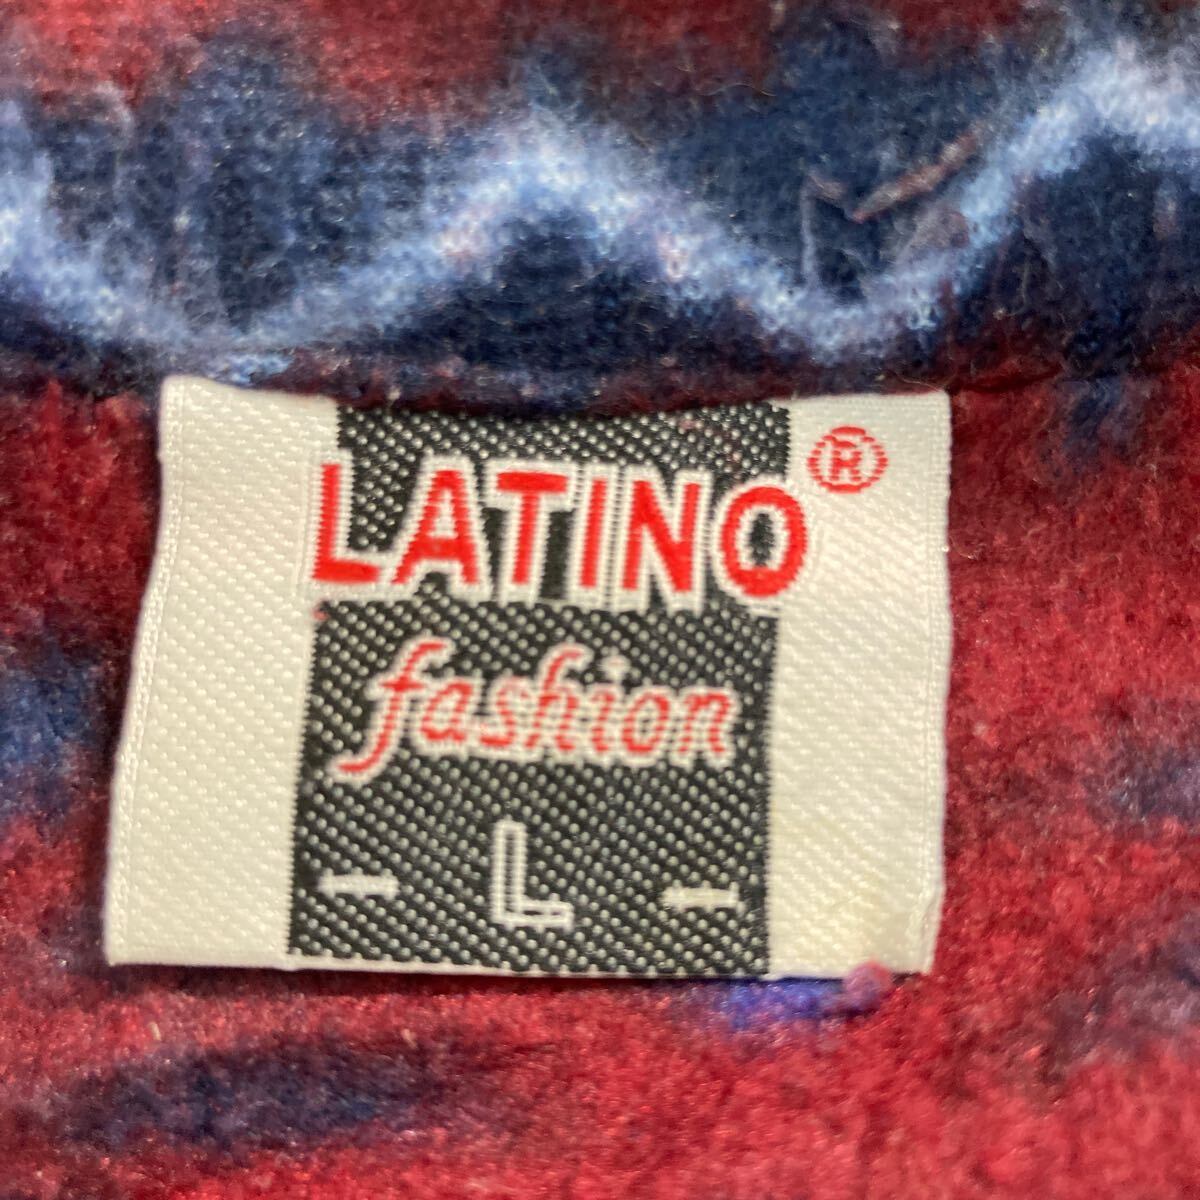 LATINO®
fashion
- L -